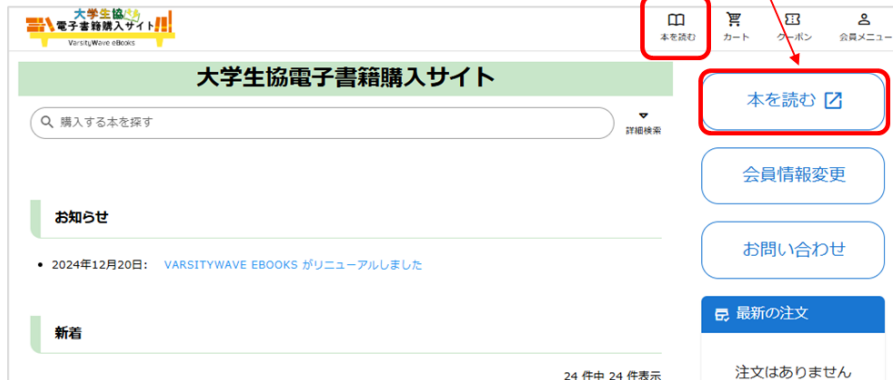 大学生協の
電子書籍購入サイト
VarsityWave eBooks
本を読む
カート
クーポン
会員メニュー
大学生協電子書籍購入サイト
購入する本を探す
詳細検索
本を読む
会員情報変更
お問い合わせ
お知らせ
2024年12月20日： VARSITYWAVE EBOOKS がリニューアルしました
最新の注文
新着
24 件中 24 件表示
注文はありません